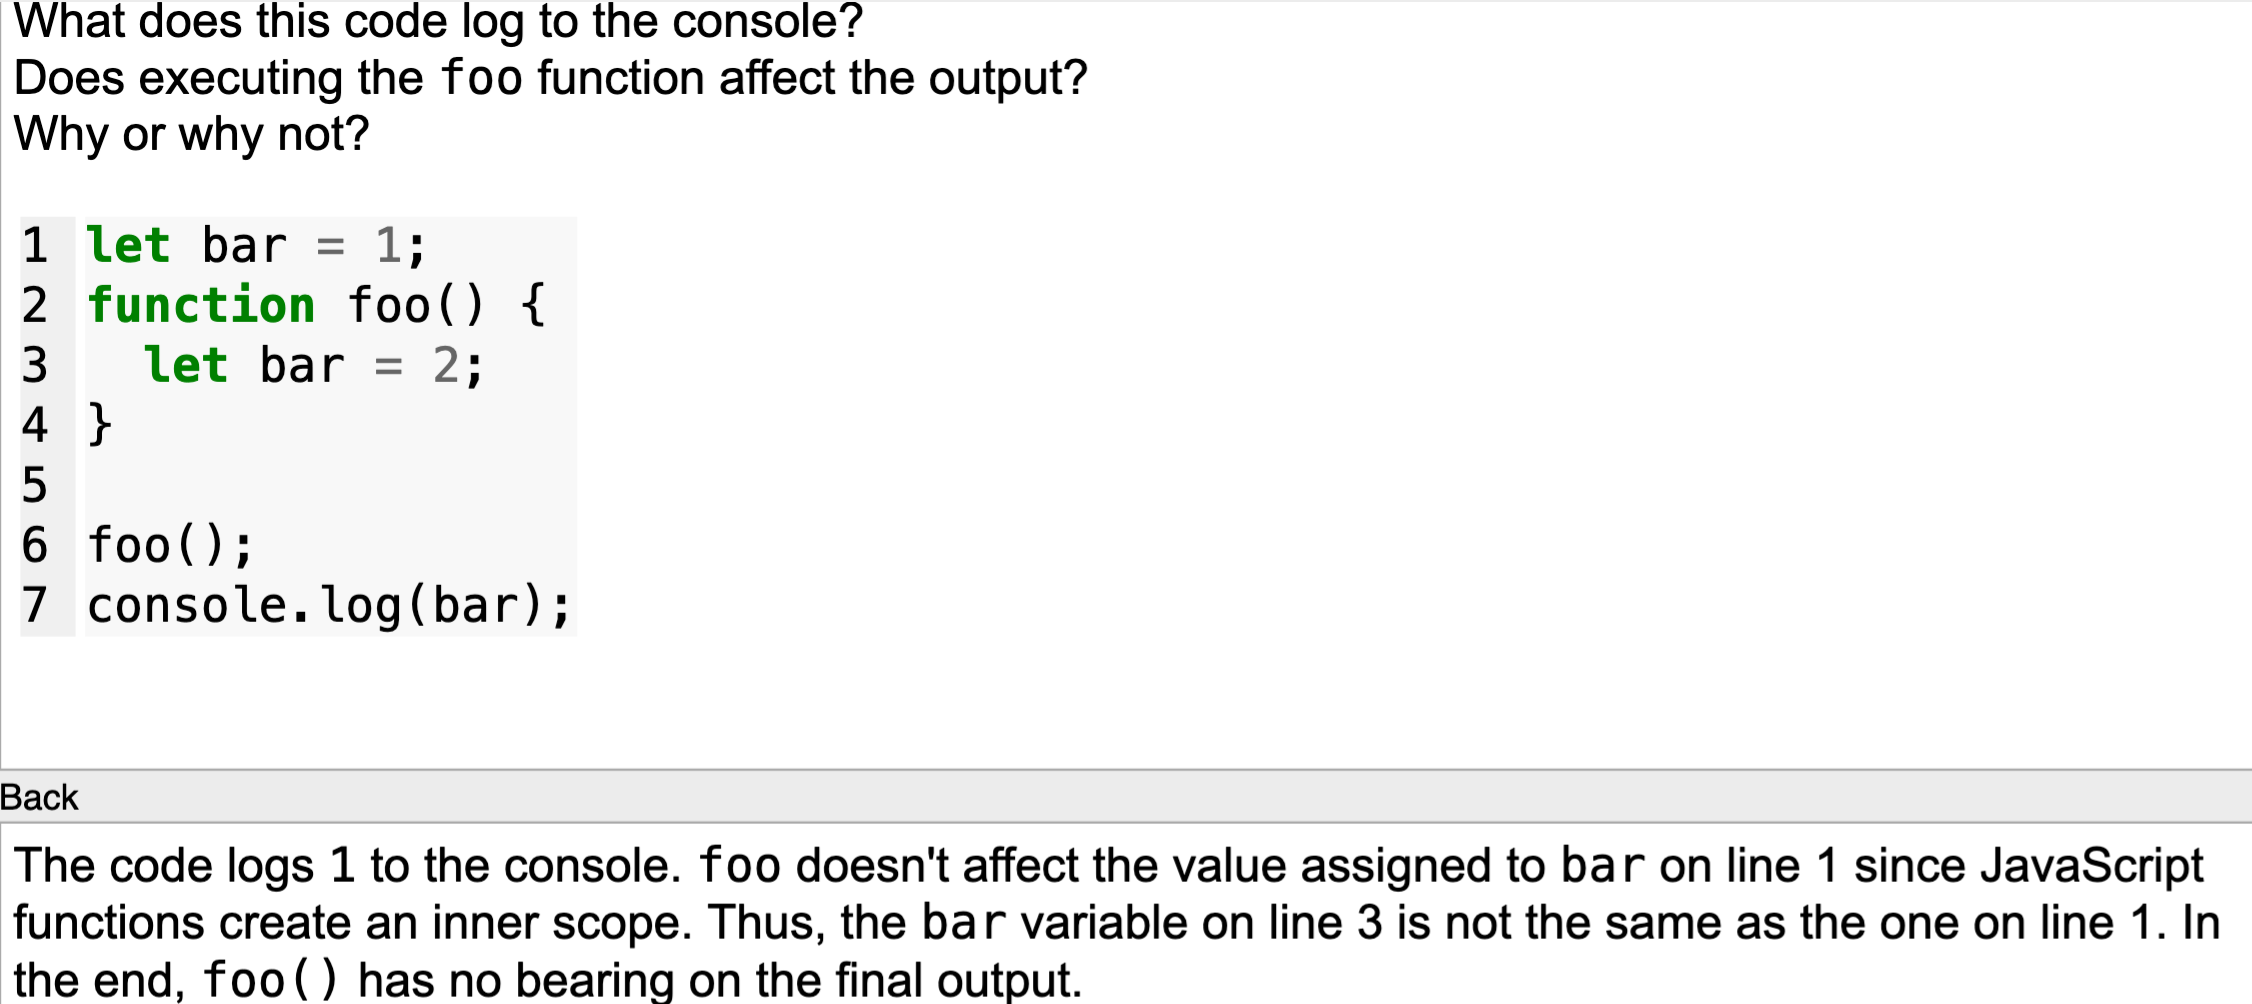 What does this code log to the console?
Does executing the foo function affect the output?
Why or why not?
1 let bar = 1;
2 function foo() {
3   let bar = 2;
4 }
5
6 foo();
7 console.log(bar);
Back
The code logs 1 to the console. foo doesn't affect the value assigned to bar on line 1 since JavaScript
functions create an inner scope. Thus, the bar variable on line 3 is not the same as the one on line 1. In
the end, foo() has no bearing on the final output.